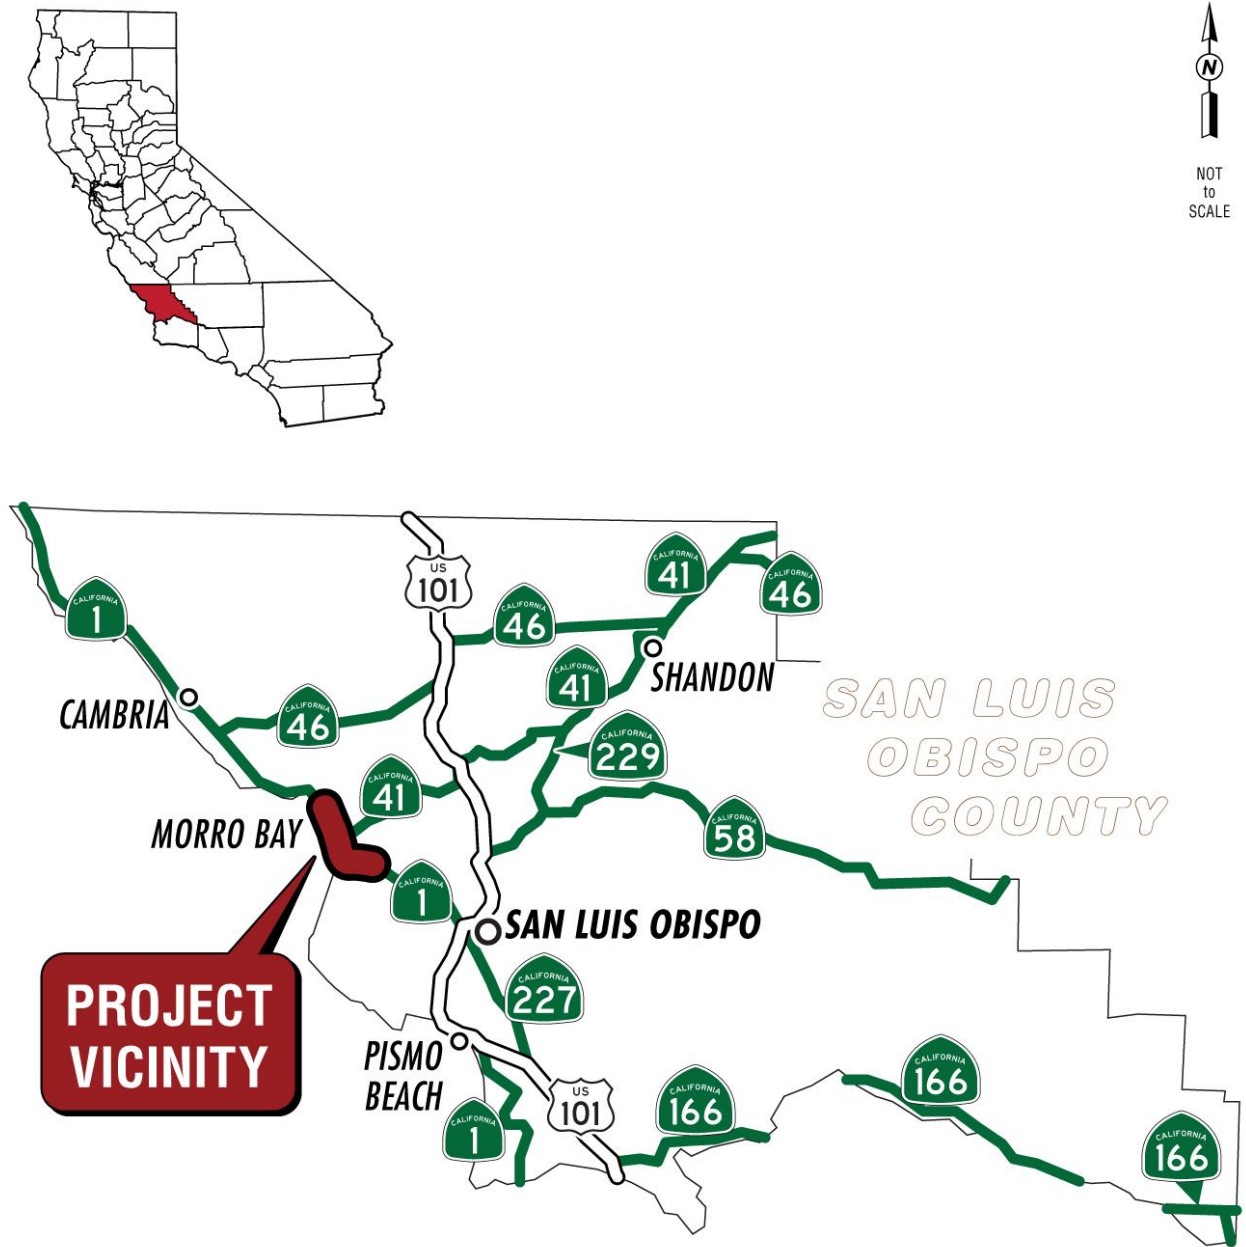 N
NOT
to
SCALE
US
101
CALIFORNIA
41
CALIFORNIA
46
CALIFORNIA
1
CALIFORNIA
46
SHANDON
CALIFORNIA
41
CAMBRIA
CALIFORNIA
46
SAN LUIS
OBISPO
COUNTY
CALIFORNIA
229
CALIFORNIA
41
MORRO BAY
CALIFORNIA
58
CALIFORNIA
1
SAN LUIS OBISPO
PROJECT
VICINITY
CALIFORNIA
227
PISMO
BEACH
US
101
CALIFORNIA
166
CALIFORNIA
166
CALIFORNIA
1
CALIFORNIA
166